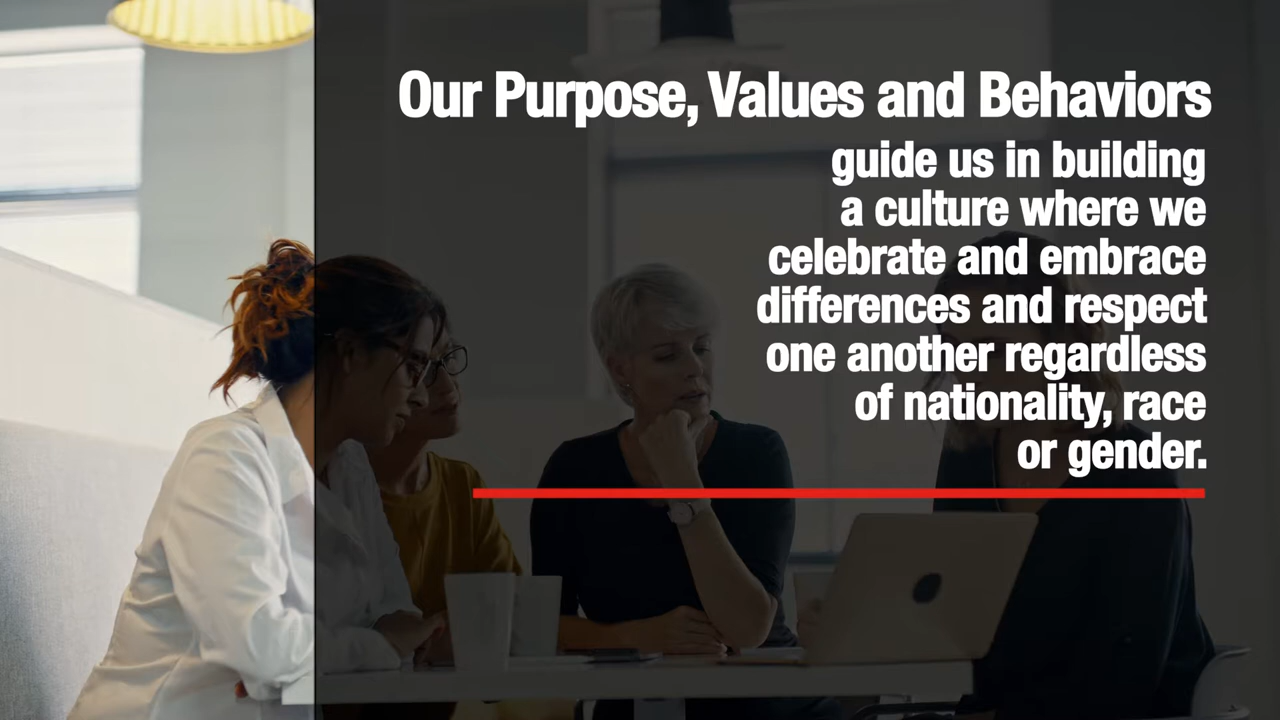 Our Purpose, Values and Behaviors
guide us in building
a culture where we
celebrate and embrace
differences and respect
one another regardless
of nationality, race
or gender.